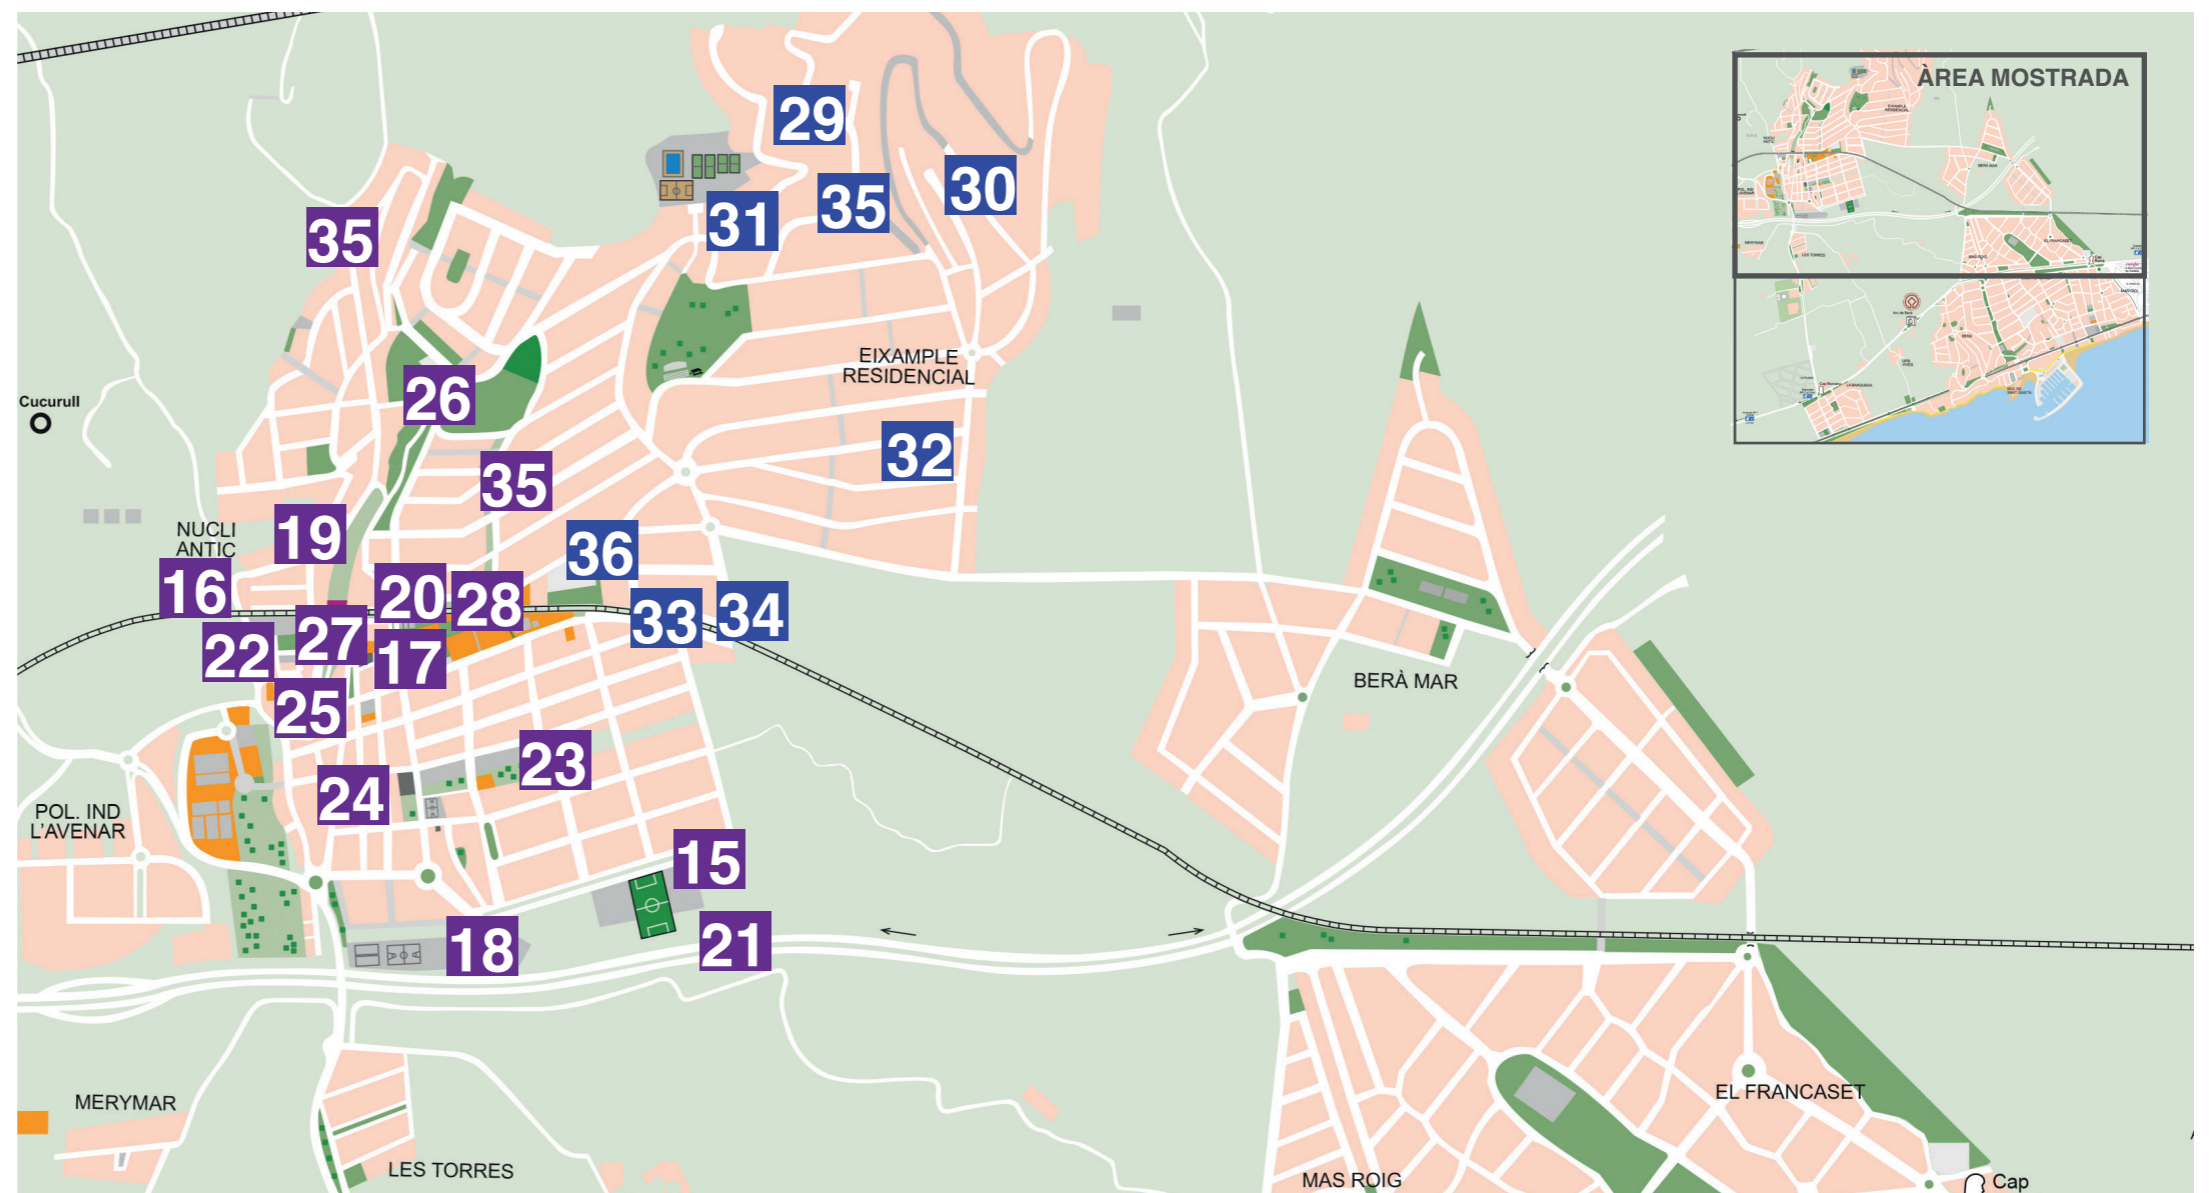 ÀREA MOSTRADA
29
30
35
31
35
EIXAMPLE
RESIDENCIAL
26
Cucurull
32
35
NUCLI
ANTIC
19
36
16
20
28
33
34
27
22
17
25
BERÀ MAR
23
24
POL. IND
L'AVENAR
15
18
21
MERYMAR
EL FRANCASET
LES TORRES
MAS ROIG
Cap